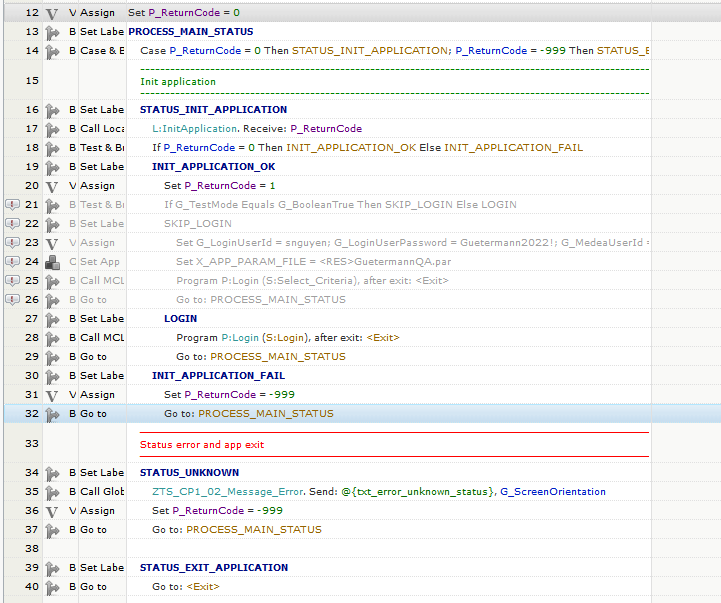 12 V V Assign Set P_ReturnCode = 0
13 B Set Labe PROCESS_MAIN_STATUS
14 B Case & B Case P_ReturnCode = 0 Then STATUS_INIT_APPLICATION; P_ReturnCode = -999 Then STATUS_E
15 Init application
16 B Set Labe STATUS_INIT_APPLICATION
17 B Call Loca L:InitApplication. Receive: P_ReturnCode
18 B Test & Br If P_ReturnCode = 0 Then INIT_APPLICATION_OK Else INIT_APPLICATION_FAIL
19 B Set Labe INIT_APPLICATION_OK
20 V V Assign Set P_ReturnCode = 1
21 B Test & Br If G_TestMode Equals G_BooleanTrue Then SKIP_LOGIN Else LOGIN
22 B Set Labe SKIP_LOGIN
23 V V Assign Set G_LoginUserId = snguyen; G_LoginUserPassword = Guetermann2022!; G_MedeaUserId =
24 C Set App Set X_APP_PARAM_FILE = <RES>GuetermannQA.par
25 B Call MCL Program P:Login (S:Select_Criteria), after exit: <Exit>
26 B Go to Go to: PROCESS_MAIN_STATUS
27 B Set Labe LOGIN
28 B Call MCL Program P:Login (S:Login), after exit: <Exit>
29 B Go to Go to: PROCESS_MAIN_STATUS
30 B Set Labe INIT_APPLICATION_FAIL
31 V V Assign Set P_ReturnCode = -999
32 B Go to Go to: PROCESS_MAIN_STATUS
33 Status error and app exit
34 B Set Labe STATUS_UNKNOWN
35 B Call Glob ZTS_CP1_02_Message_Error. Send: @{txt_error_unknown_status}, G_ScreenOrientation
36 V V Assign Set P_ReturnCode = -999
37 B Go to Go to: PROCESS_MAIN_STATUS
38
39 B Set Labe STATUS_EXIT_APPLICATION
40 B Go to Go to: <Exit>